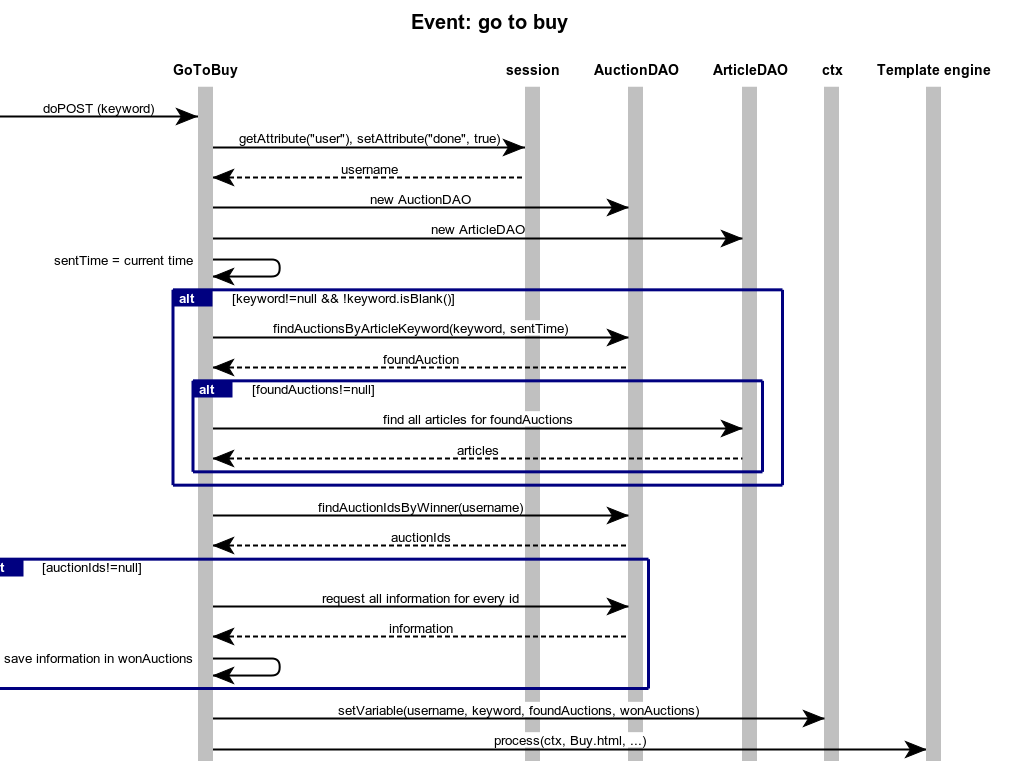 Event: go to buy
GoToBuy session AuctionDAO ArticleDAO ctx Template engine
doPOST (keyword)
getAttribute("user"), setAttribute("done", true)
username
new AuctionDAO
new ArticleDAO
sentTime = current time
alt [keyword!=null && !keyword.isBlank()]
findAuctionsByArticleKeyword(keyword, sentTime)
foundAuction
alt [foundAuctions!=null]
find all articles for foundAuctions
articles
findAuctionIdsByWinner(username)
auctionIds
t [auctionIds!=null]
request all information for every id
information
save information in wonAuctions
setVariable(username, keyword, foundAuctions, wonAuctions)
process(ctx, Buy.html, ...)